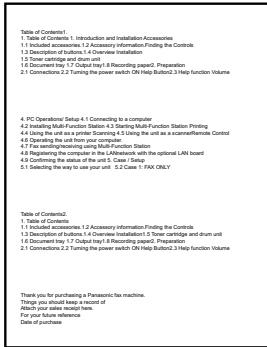 Table of Contents1.
1. Table of Contents 1. Introduction and Installation Accessories
1.1 Included accessories.1.2 Accessory information.Finding the Controls
1.3 Description of buttons.1.4 Overview Installation
1.5 Toner cartridge and drum unit
1.6 Document tray 1.7 Output tray1.8 Recording paper2. Preparation
2.1 Connections.2.2 Turning the power switch ON Help Button2.3 Help function Volume
4. PC Operations/ Setup 4.1 Connecting to a computer
4.2 Installing Multi-Function Station 4.3 Starting Multi-Function Station Printing
4.4 Using the unit as a printer Scanning 4.5 Using the unit as a scannerRemote Control
4.6 Operating the unit from your computer.
4.7 Fax sending/receiving using Multi-Function Station
4.8 Registering the computer in the LANnetwork with the optional LAN board
4.9 Confirming the status of the unit 5. Case / Setup
5.1 Selecting the way to use your unit 5.2 Case 1: FAX ONLY
Table of Contents2.
1. Table of Contents
1.1 Included accessories.1.2 Accessory information.Finding the Controls
1.3 Description of buttons.1.4 Overview Installation1.5 Toner cartridge and drum unit
1.6 Document tray 1.7 Output tray1.8 Recording paper2. Preparation
2.1 Connections.2.2 Turning the power switch ON Help Button2.3 Help function Volume
Thank you for purchasing a Panasonic fax machine.
Things you should keep a record of
Attach your sales receipt here.
For your future reference
Date of purchase